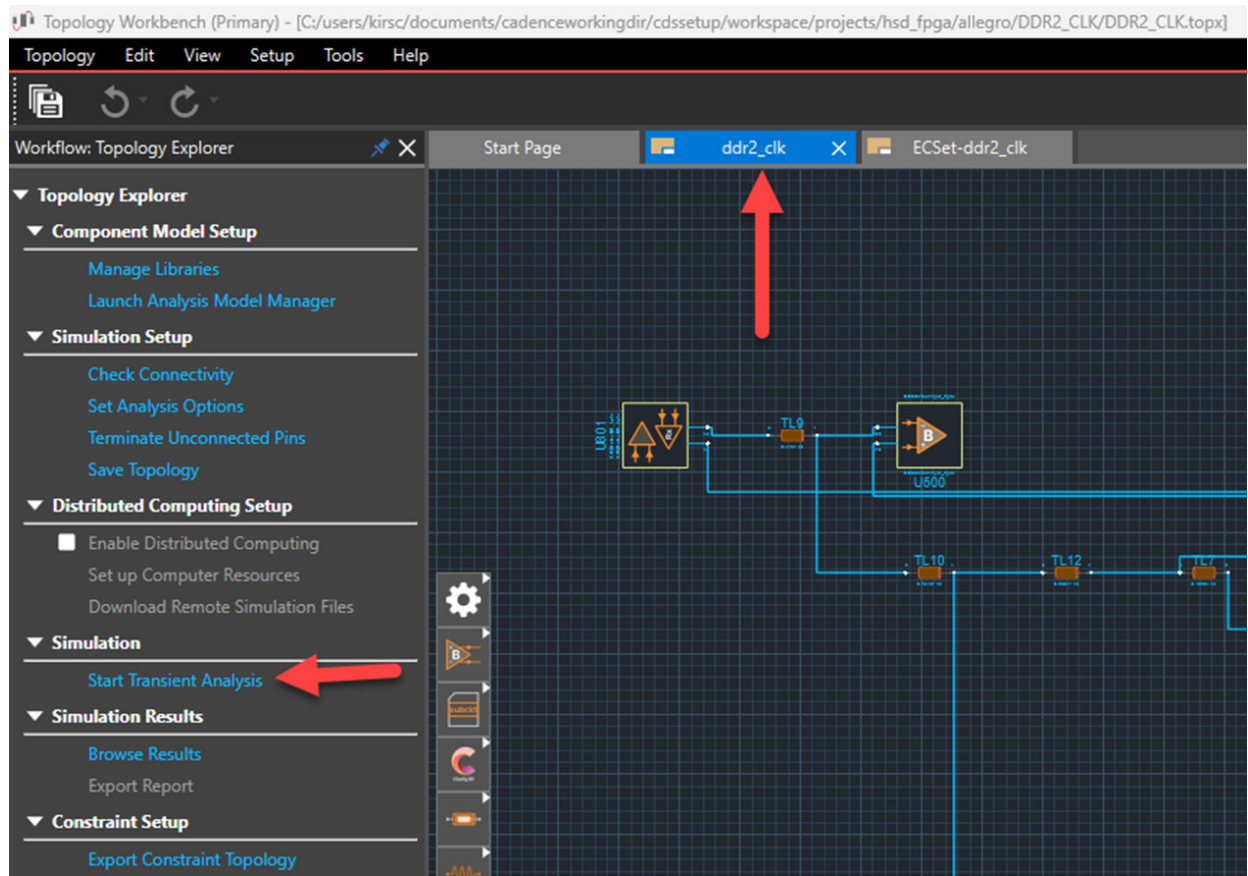 Topology Workbench (Primary) - [C:/users/kirsc/documents/cadenceworkingdir/cdssetup/workspace/projects/hsd_fpga/allegro/DDR2_CLK/DDR2_CLK.topx]
Topology Edit View Setup Tools Help
Workflow: Topology Explorer
Start Page ddr2_clk ECSet-ddr2_clk
Topology Explorer
Component Model Setup
Manage Libraries
Launch Analysis Model Manager
Simulation Setup
Check Connectivity
Set Analysis Options
Terminate Unconnected Pins
Save Topology
Distributed Computing Setup
Enable Distributed Computing
Set up Computer Resources
Download Remote Simulation Files
Simulation
Start Transient Analysis
Simulation Results
Browse Results
Export Report
Constraint Setup
Export Constraint Topology
U801
Rx
TL9
B
U500
TL10
TL12
TL7
B
subckt